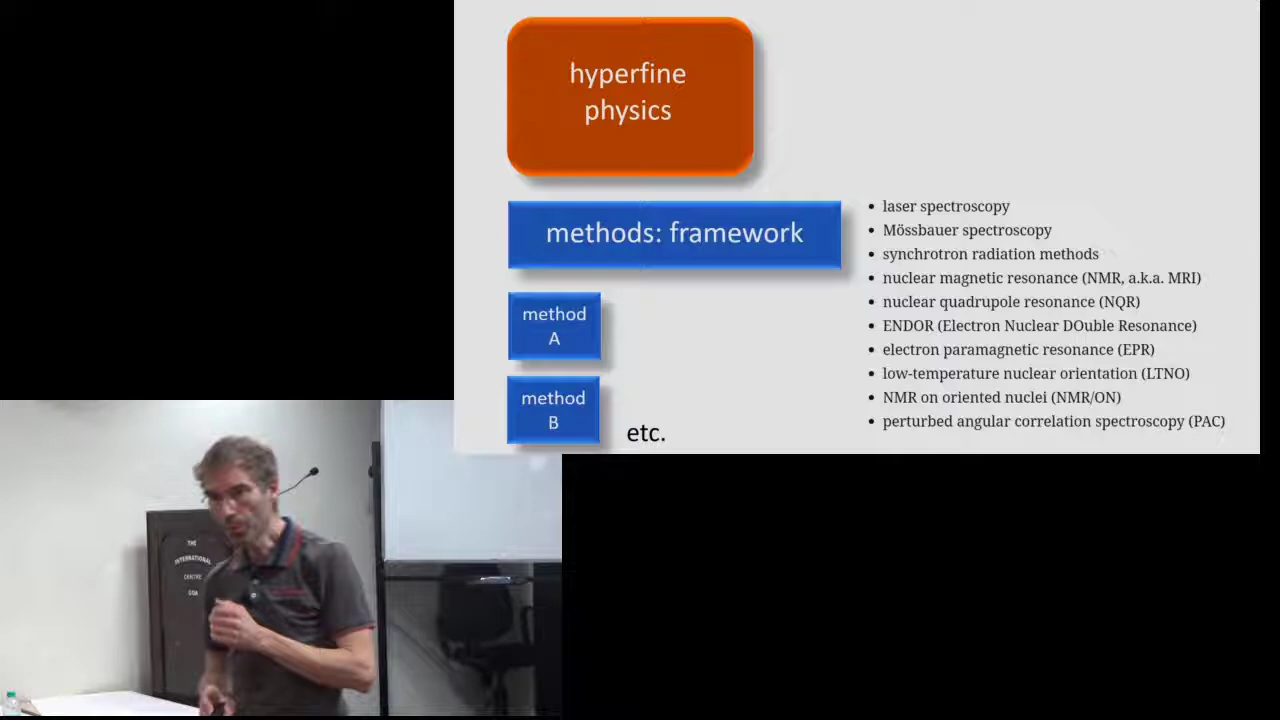 hyperfine
physics
methods: framework
method
A
method
B
etc.
• laser spectroscopy
• Mössbauer spectroscopy
• synchrotron radiation methods
• nuclear magnetic resonance (NMR, a.k.a. MRI)
• nuclear quadrupole resonance (NQR)
• ENDOR (Electron Nuclear DOuble Resonance)
• electron paramagnetic resonance (EPR)
• low-temperature nuclear orientation (LTNO)
• NMR on oriented nuclei (NMR/ON)
• perturbed angular correlation spectroscopy (PAC)
THE
INTERNATIONAL
CENTRE
GOA